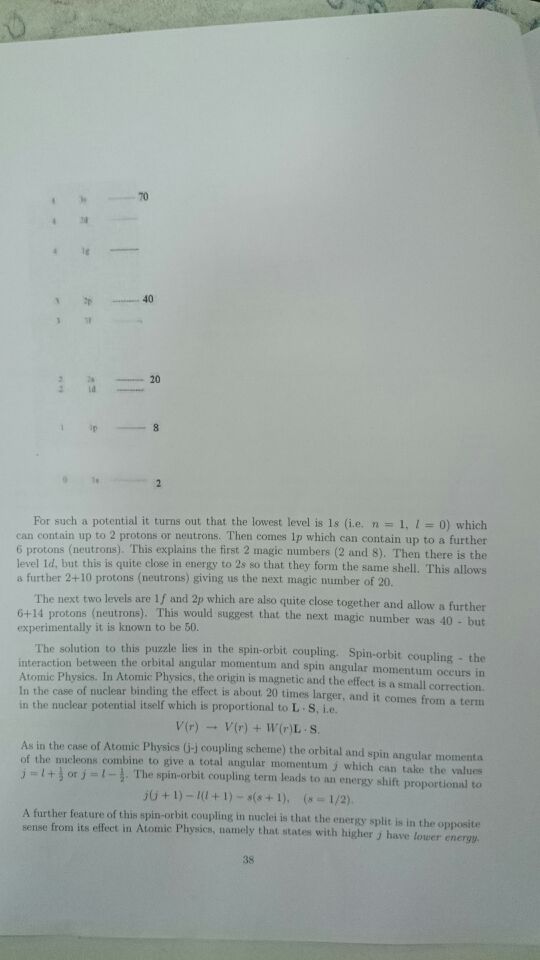 4 3s 70
4 2d
4 1g
3 2p 40
3
2 2s 20
2 1d
1 1p 8
0 1s 2
For such a potential it turns out that the lowest level is 1s (i.e. n = 1, l = 0) which
can contain up to 2 protons or neutrons. Then comes 1p which can contain up to a further
6 protons (neutrons). This explains the first 2 magic numbers (2 and 8). Then there is the
level 1d, but this is quite close in energy to 2s so that they form the same shell. This allows
a further 2+10 protons (neutrons) giving us the next magic number of 20.
The next two levels are 1f and 2p which are also quite close together and allow a further
6+14 protons (neutrons). This would suggest that the next magic number was 40 - but
experimentally it is known to be 50.
The solution to this puzzle lies in the spin-orbit coupling. Spin-orbit coupling - the
interaction between the orbital angular momentum and spin angular momentum occurs in
Atomic Physics. In Atomic Physics, the origin is magnetic and the effect is a small correction.
In the case of nuclear binding the effect is about 20 times larger, and it comes from a term
in the nuclear potential itself which is proportional to L · S, i.e.
V(r) → V(r) + W(r)L · S.
As in the case of Atomic Physics (j-j coupling scheme) the orbital and spin angular momenta
of the nucleons combine to give a total angular momentum j which can take the values
j = l + ½ or j = l − ½. The spin-orbit coupling term leads to an energy shift proportional to
j(j + 1) − l(l + 1) − s(s + 1), (s = 1/2).
A further feature of this spin-orbit coupling in nuclei is that the energy split is in the opposite
sense from its effect in Atomic Physics, namely that states with higher j have lower energy.
38